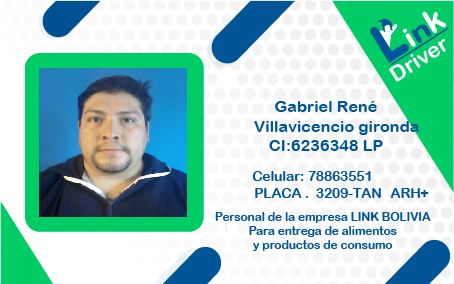 Link
Driver
Gabriel René
Villavicencio gironda
CI:6236348 LP
Celular: 78863551
PLACA . 3209-TAN ARH+
Personal de la empresa LINK BOLIVIA
Para entrega de alimentos
y productos de consumo